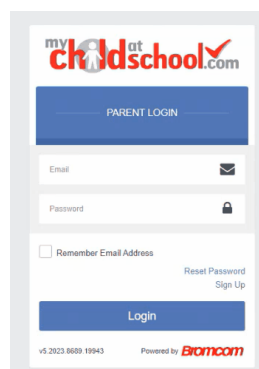 my child at school.com
PARENT LOGIN
Email
Password
Remember Email Address
Reset Password
Sign Up
Login
v5.2023.8689.19943 Powered by Bromcom